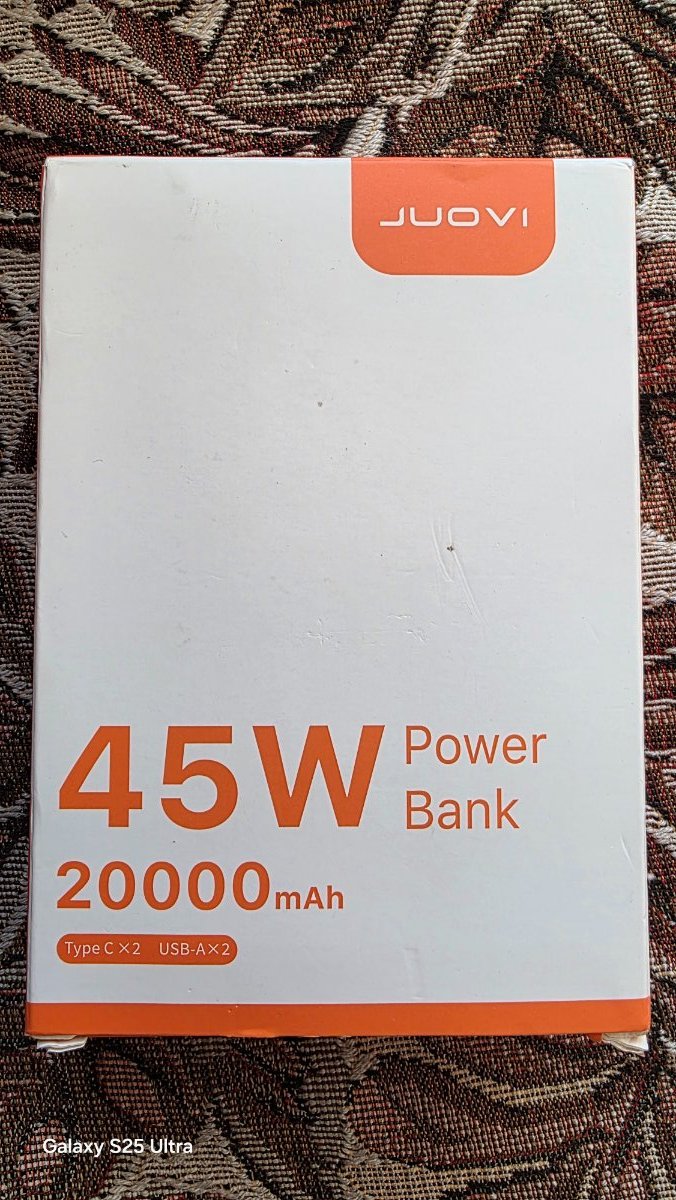 JUOVI
45W Power
Bank
20000mAh
Type C×2 USB-A×2
Galaxy S25 Ultra